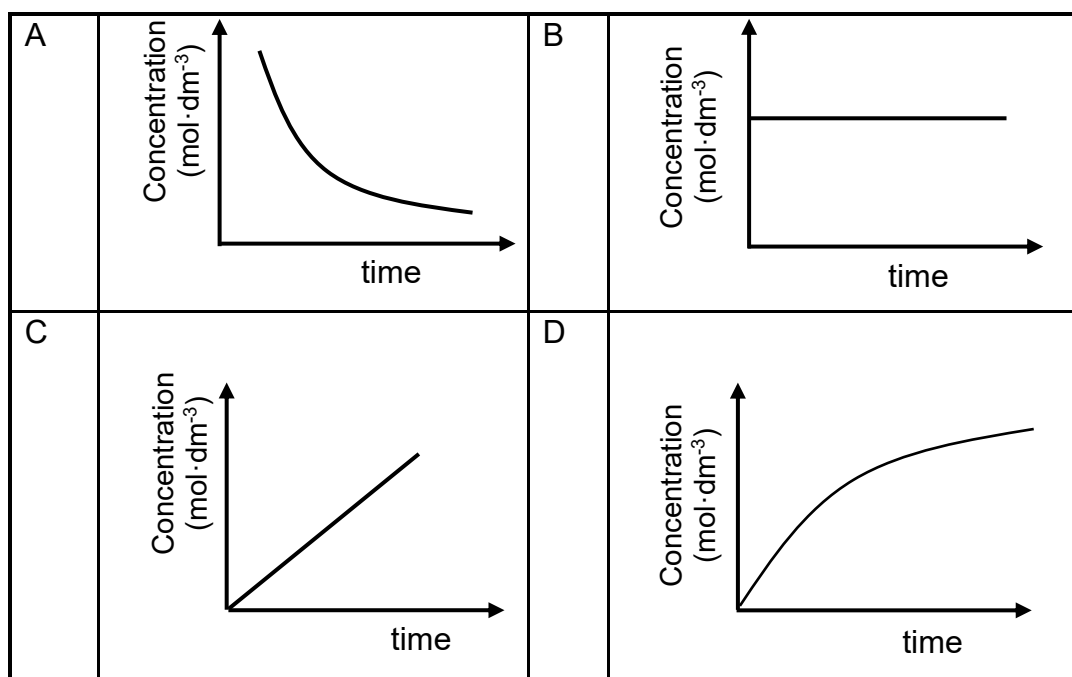 A
Concentration
(mol·dm⁻³)
time
B
Concentration
(mol·dm⁻³)
time
C
Concentration
(mol·dm⁻³)
time
D
Concentration
(mol·dm⁻³)
time